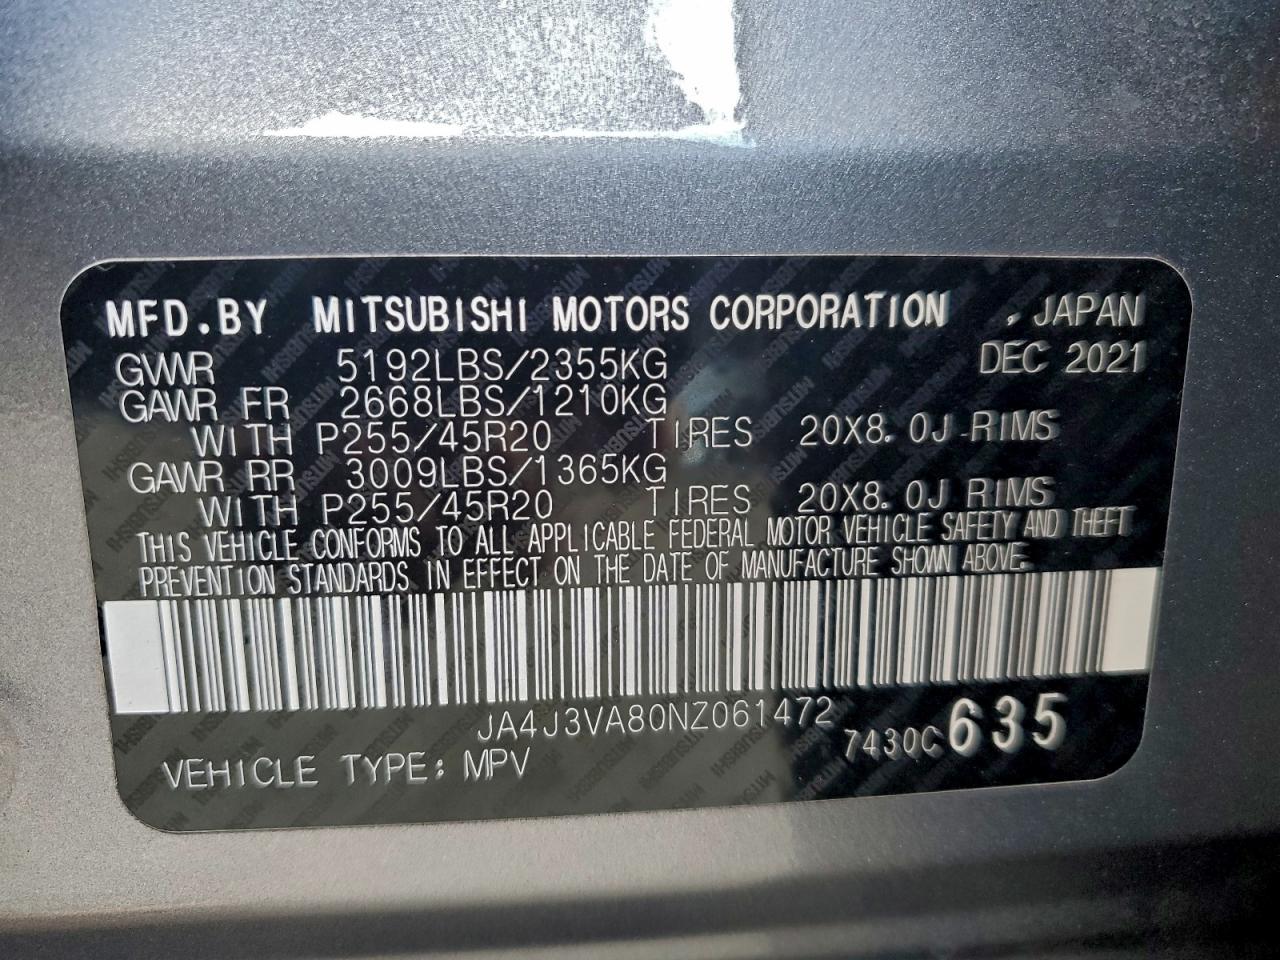 MFD.BY MITSUBISHI MOTORS CORPORATION , JAPAN
GVWR 5192LBS/2355KG DEC 2021
GAWR FR 2668LBS/1210KG
WITH P255/45R20 TIRES 20X8.0J RIMS
GAWR RR 3009LBS/1365KG
WITH P255/45R20 TIRES 20X8.0J RIMS
THIS VEHICLE CONFORMS TO ALL APPLICABLE FEDERAL MOTOR VEHICLE SAFETY AND THEFT
PREVENTION STANDARDS IN EFFECT ON THE DATE OF MANUFACTURE SHOWN ABOVE.
JA4J3VA80NZ061472
7430C635
VEHICLE TYPE: MPV